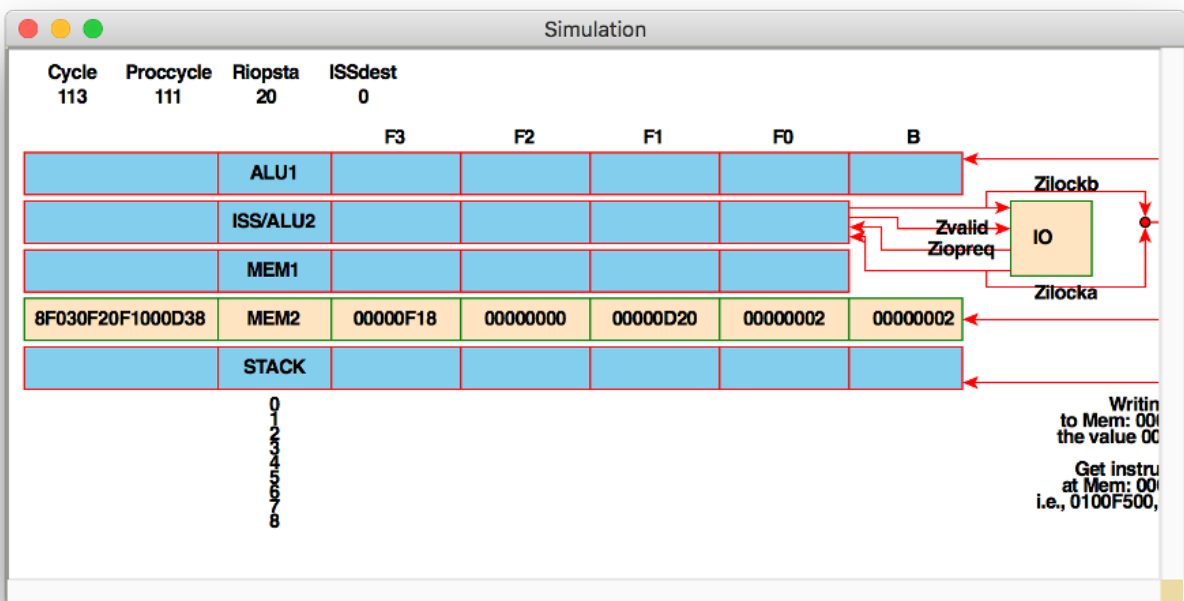 Simulation
Cycle Proccycle Riopsta ISSdest
113 111 20 0
F3 F2 F1 F0 B
ALU1
Zilockb
ISS/ALU2
Zvalid
IO
Ziopreq
MEM1
Zilocka
8F030F20F1000D38 MEM2 00000F18 00000000 00000D20 00000002 00000002
STACK
0
1
2
3
4
5
6
7
8
Writin
to Mem: 000
the value 00
Get instru
at Mem: 000
i.e., 0100F500,